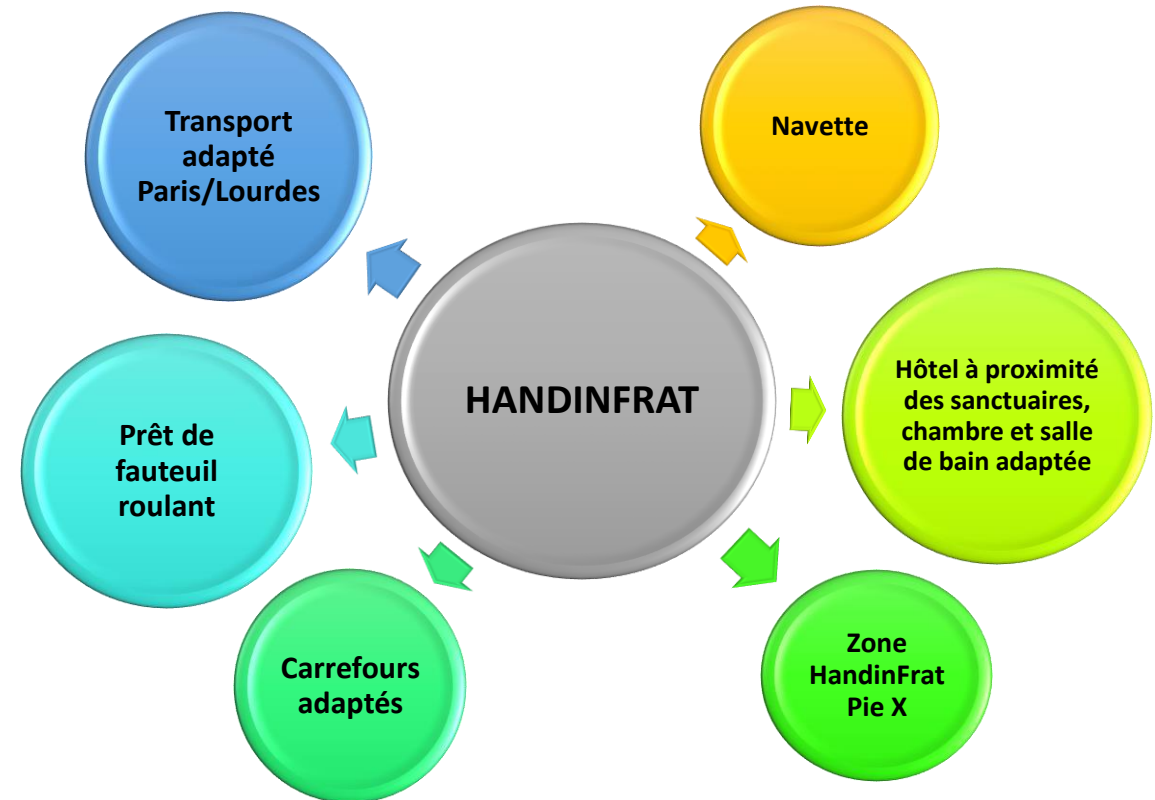 Transport
adapté
Paris/Lourdes
Navette
HANDINFRAT
Hôtel à proximité
des sanctuaires,
chambre et salle
de bain adaptée
Prêt de
fauteuil
roulant
Carrefours
adaptés
Zone
HandinFrat
Pie X